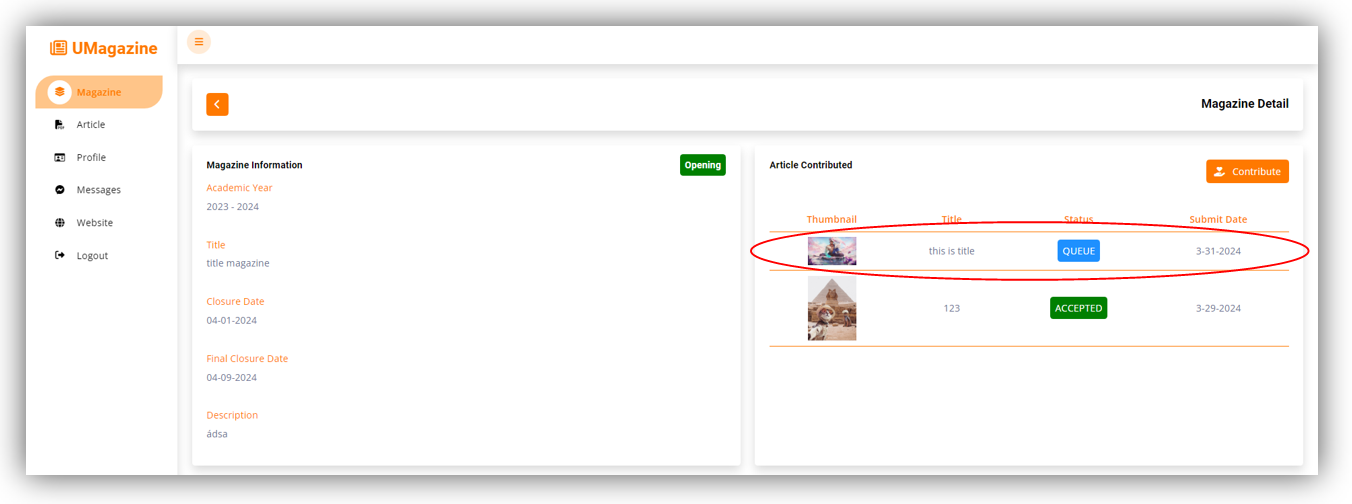 UMagazine
Magazine
Article
Profile
Messages
Website
Logout
Magazine Detail
Magazine Information
Opening
Academic Year
2023 - 2024
Title
title magazine
Closure Date
04-01-2024
Final Closure Date
04-09-2024
Description
ádsa
Article Contributed
Contribute
Thumbnail Title Status Submit Date
this is title QUEUE 3-31-2024
123 ACCEPTED 3-29-2024